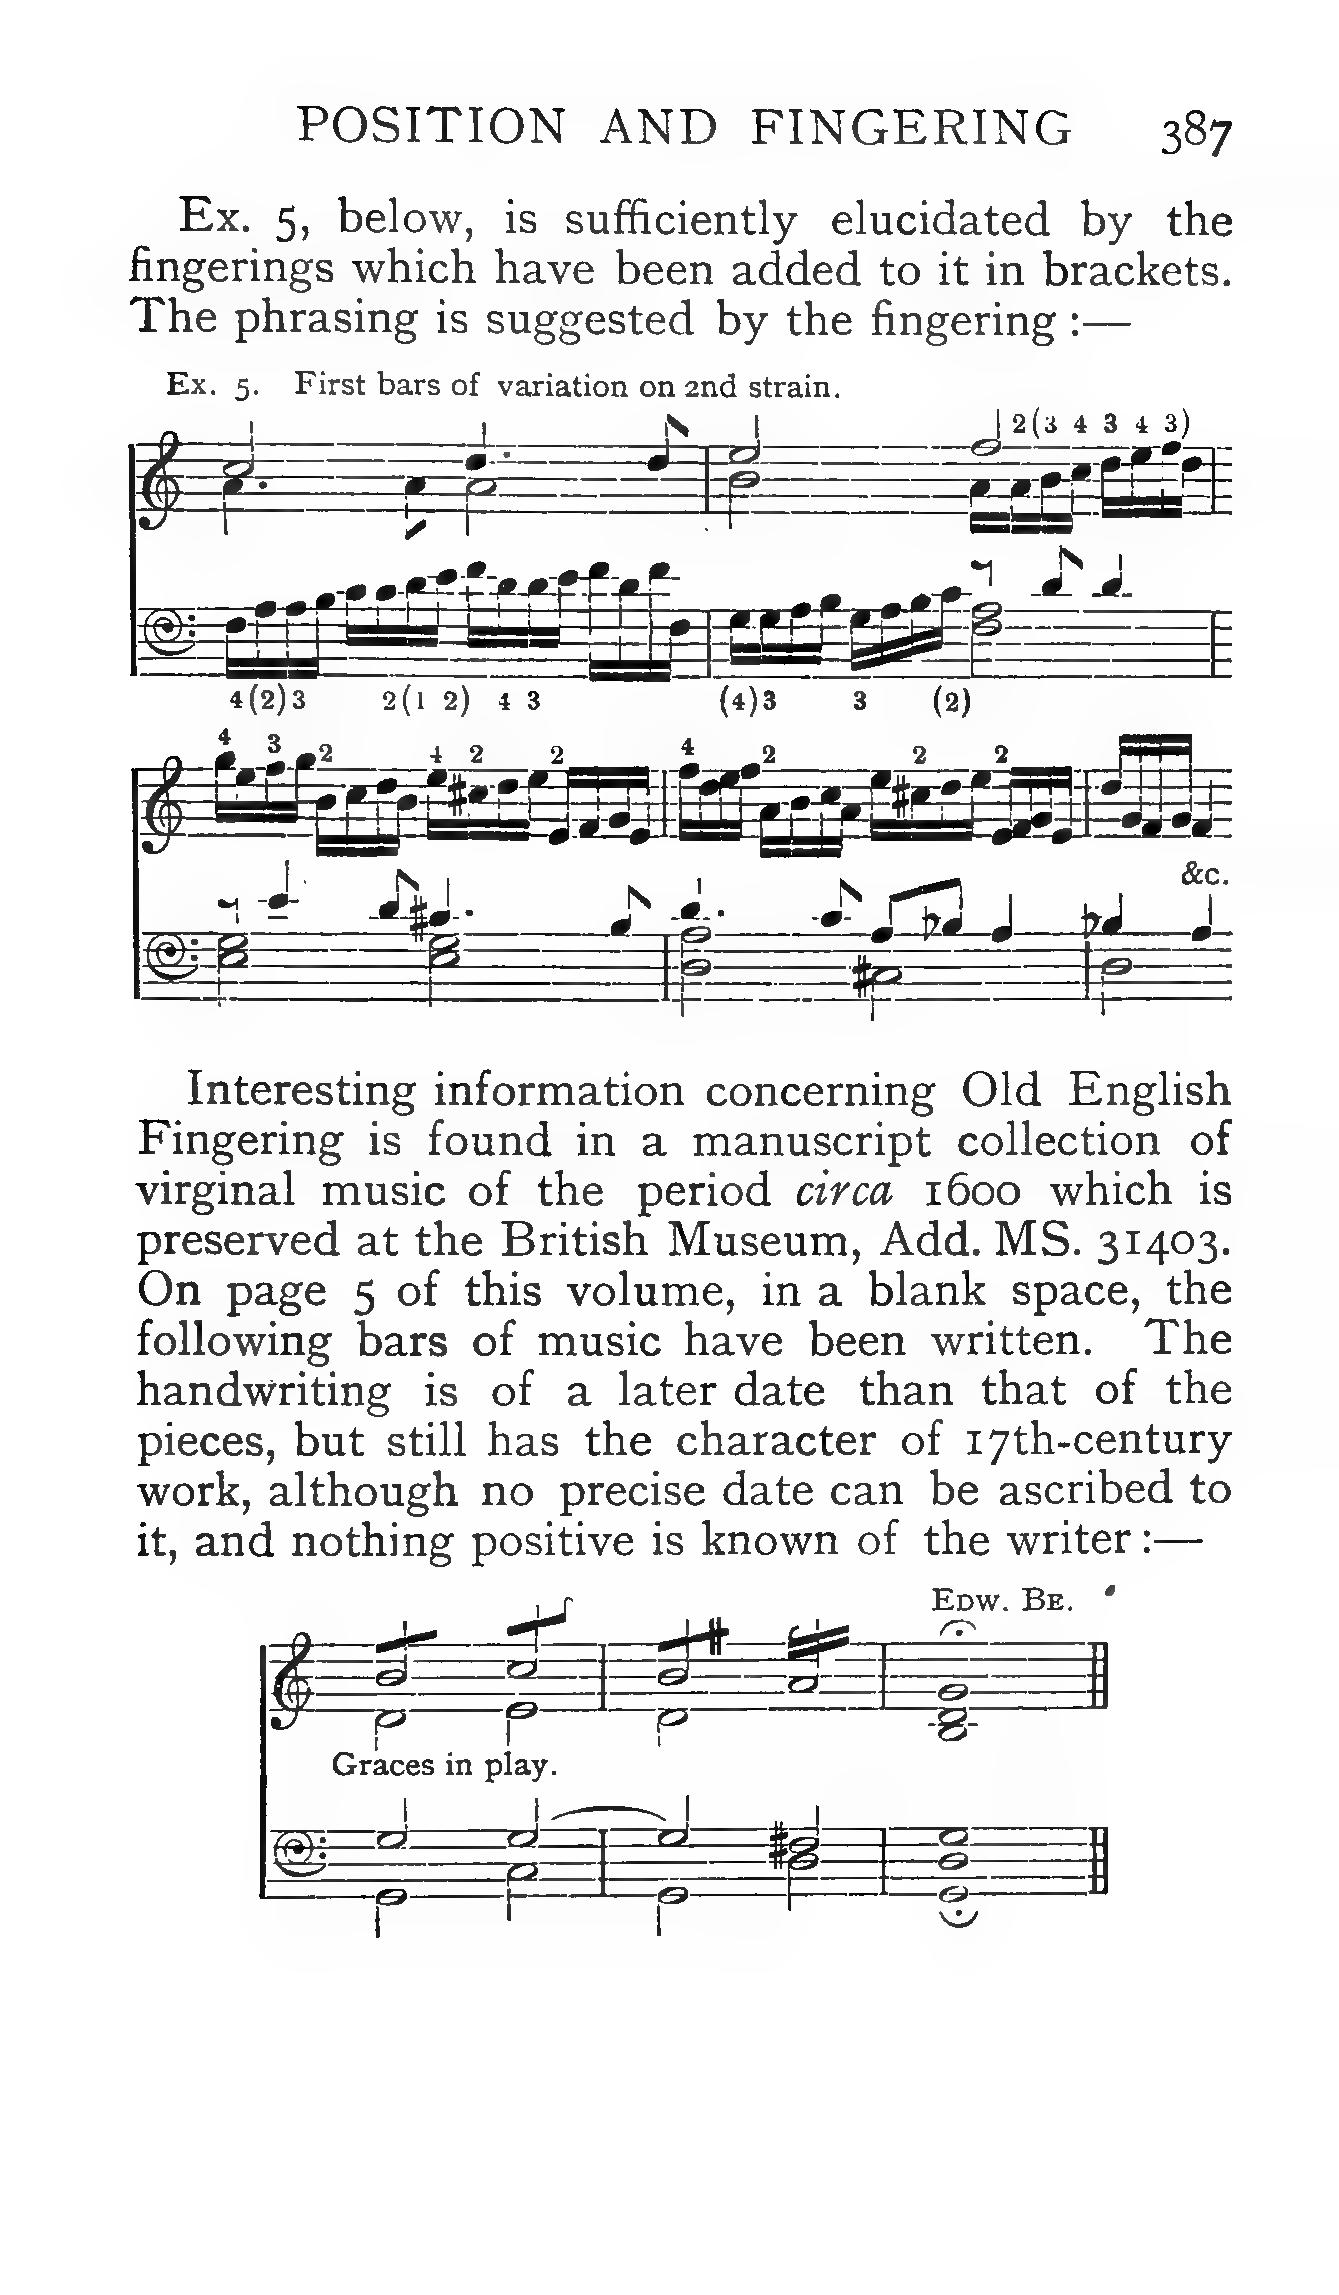 POSITION AND FINGERING 387
Ex. 5, below, is sufficiently elucidated by the
fingerings which have been added to it in brackets.
The phrasing is suggested by the fingering :—
Ex. 5. First bars of variation on 2nd strain.
2(3 4 3 4 3)
4(2)3 2(1 2) 4 3 (4)3 3 (2)
4 3 2 4 2 2 4 2 2 2
&c.
Interesting information concerning Old English
Fingering is found in a manuscript collection of
virginal music of the period circa 1600 which is
preserved at the British Museum, Add. MS. 31403.
On page 5 of this volume, in a blank space, the
following bars of music have been written. The
handwriting is of a later date than that of the
pieces, but still has the character of 17th-century
work, although no precise date can be ascribed to
it, and nothing positive is known of the writer :—
EDW. BE.
Graces in play.